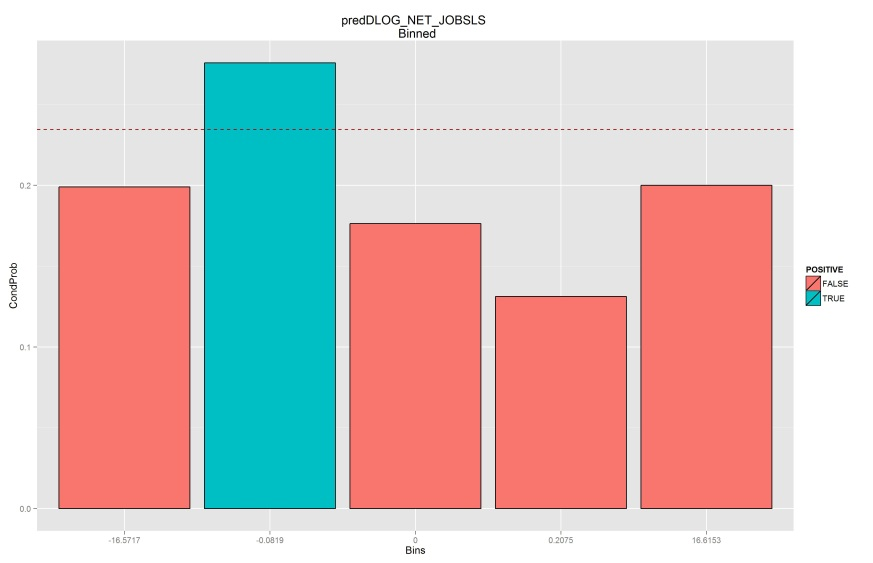 predDLOG_NET_JOBSLS
Binned
CondProb
0.2
0.1
0.0
-16.5717
-0.0819
0
0.2075
16.6153
Bins
POSITIVE
FALSE
TRUE